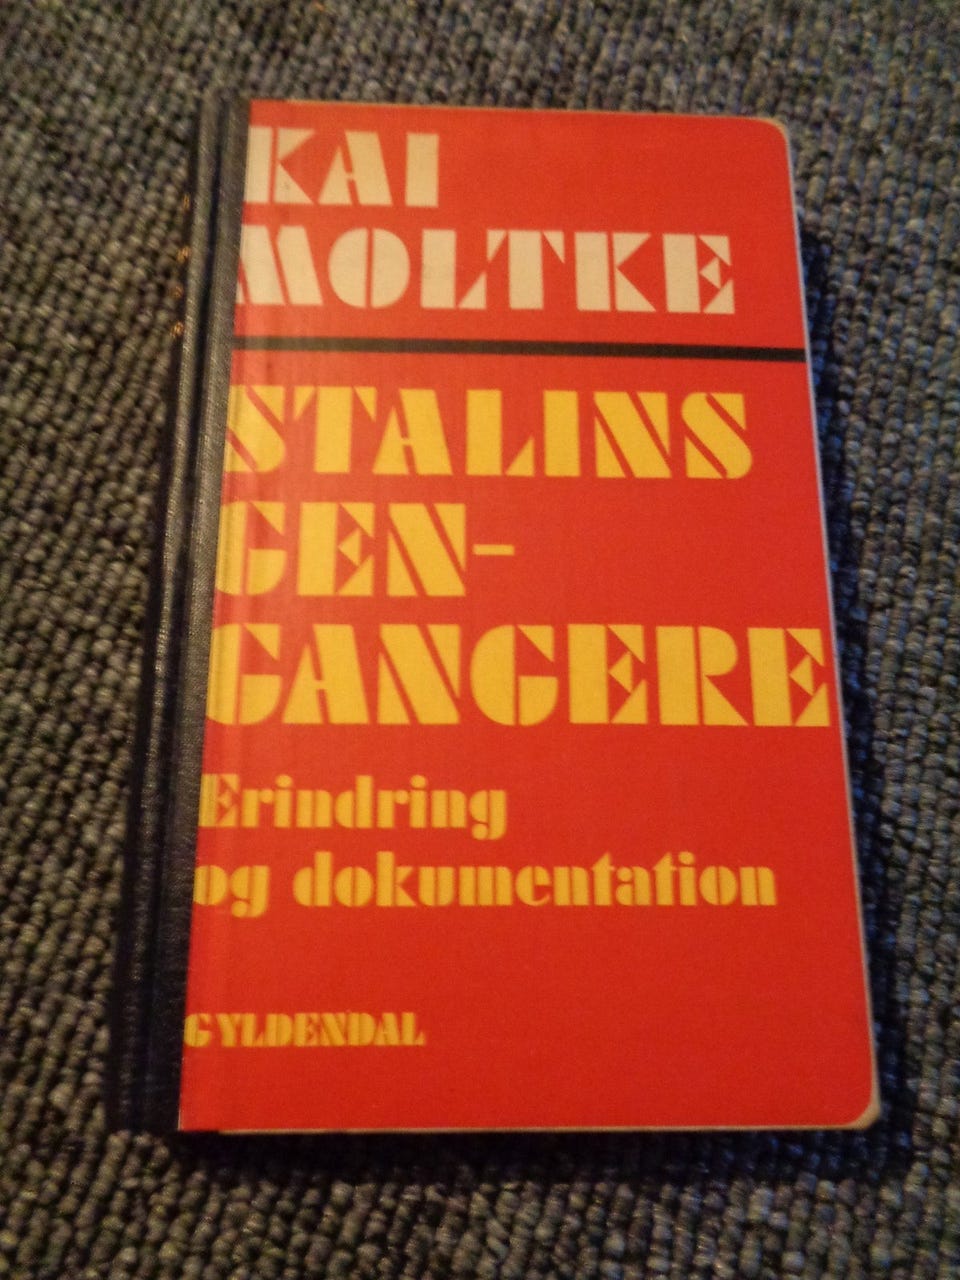 KAI
MOLTKE
STALINS
GEN-
GANGERE
Erindring
og dokumentation
GYLDENDAL